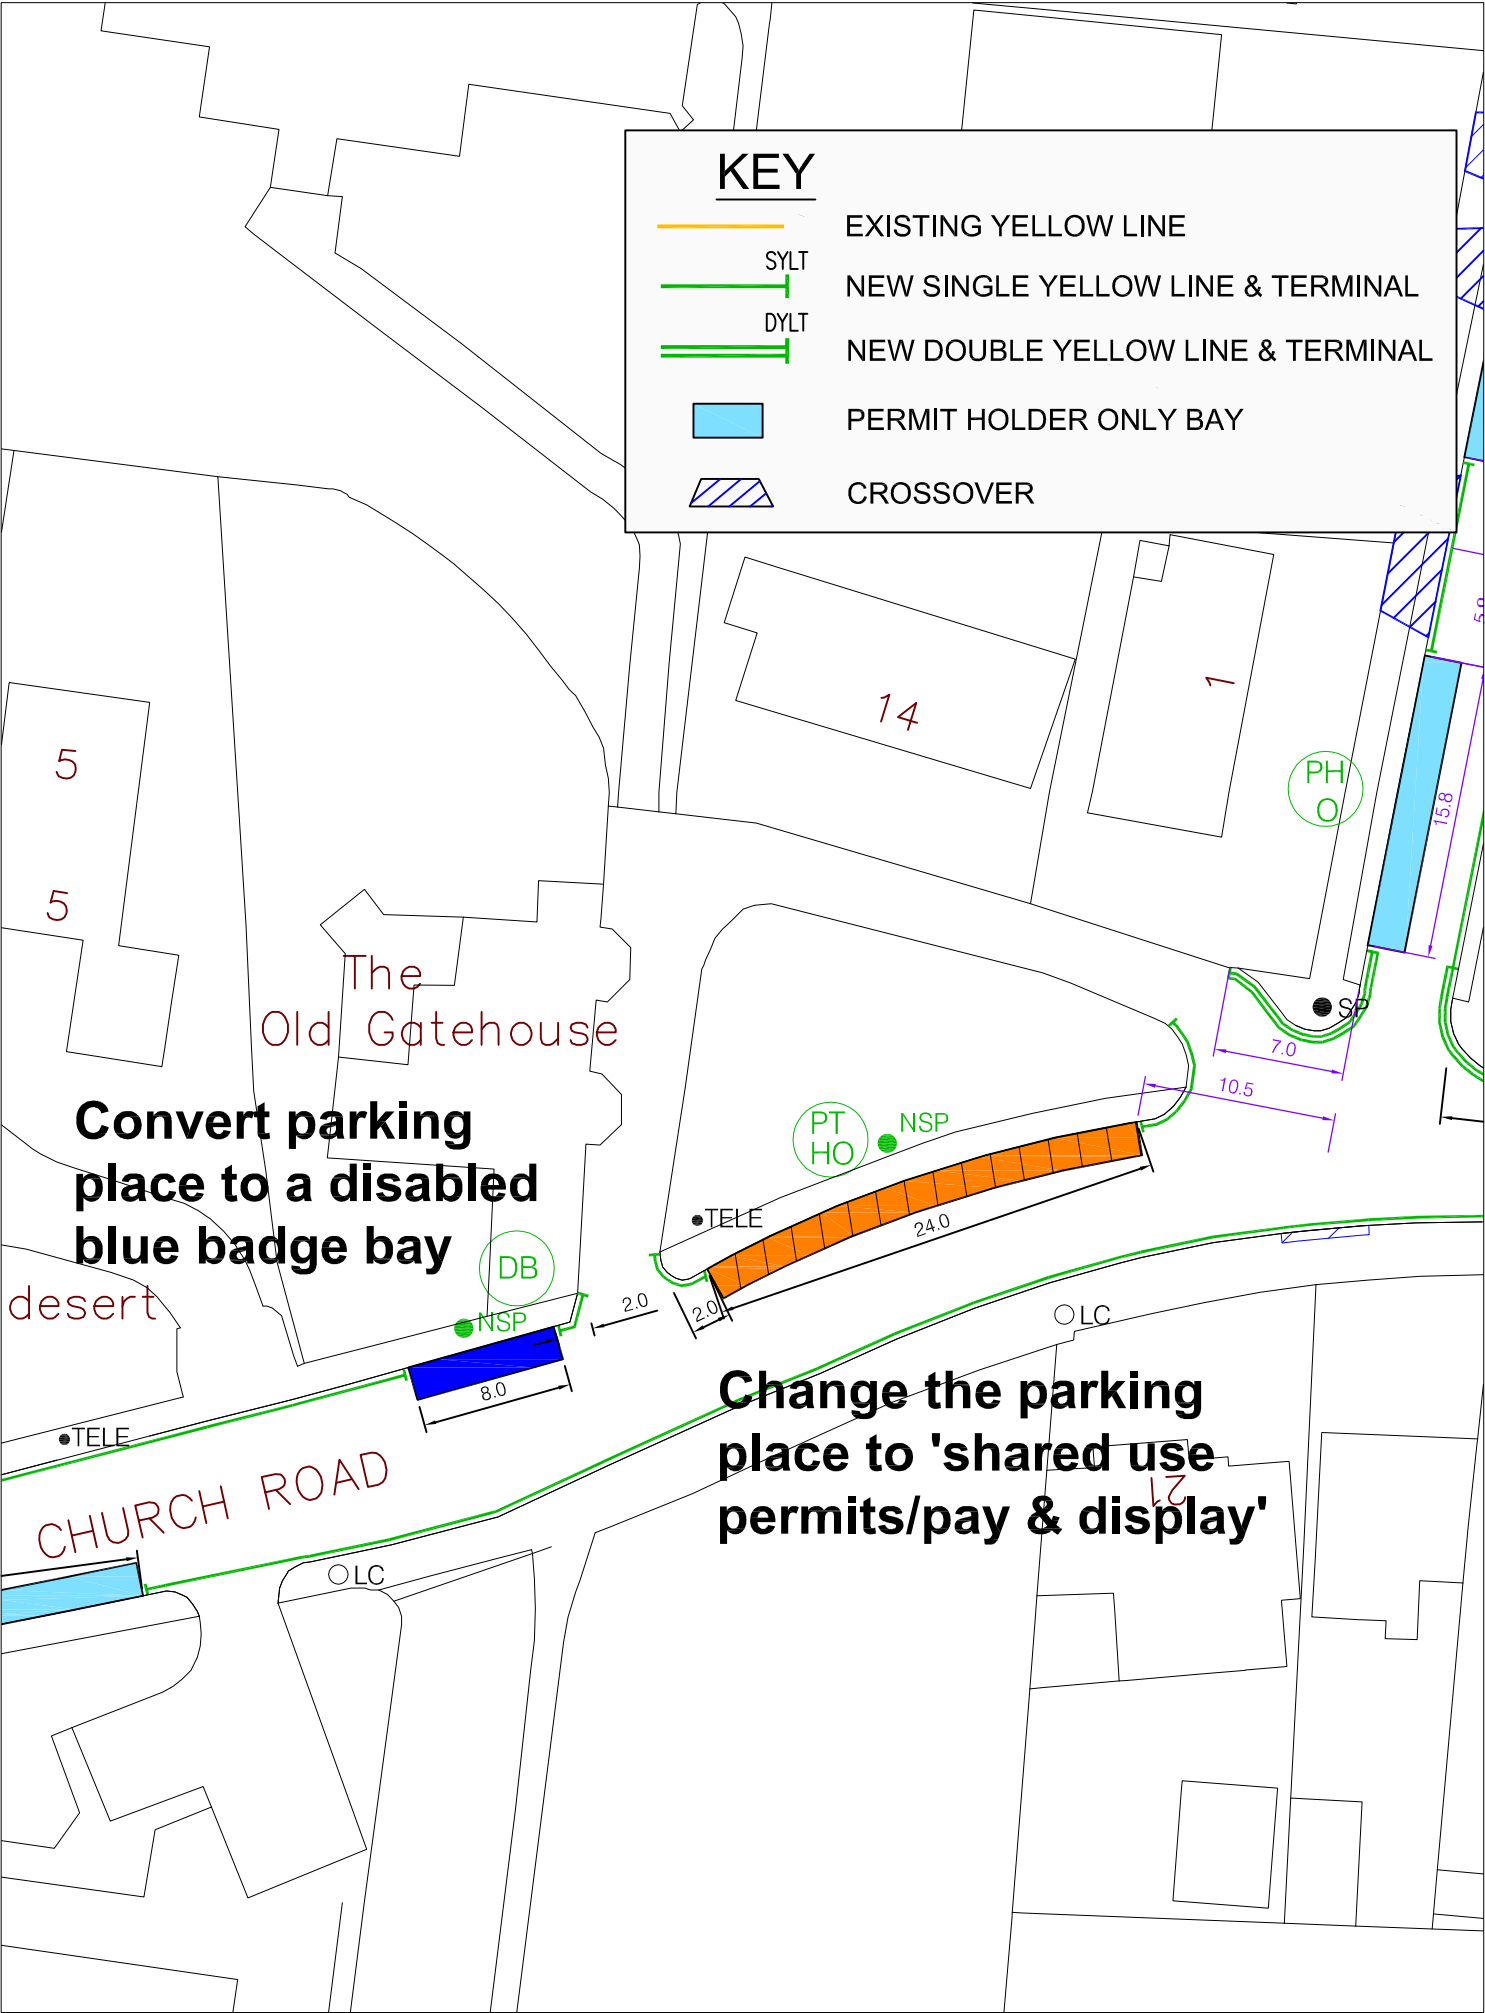 KEY
EXISTING YELLOW LINE
SYLT
NEW SINGLE YELLOW LINE & TERMINAL
DYLT
NEW DOUBLE YELLOW LINE & TERMINAL
PERMIT HOLDER ONLY BAY
CROSSOVER
5.9
14
1
5
PH
O
15.8
5
The
Old Gatehouse
SP
7.0
10.5
Convert parking
place to a disabled
blue badge bay
PT
HO
NSP
TELE
24.0
DB
desert
NSP
2.0
2.0
LC
8.0
Change the parking
place to 'shared use
permits/pay & display'
21
TELE
CHURCH ROAD
LC